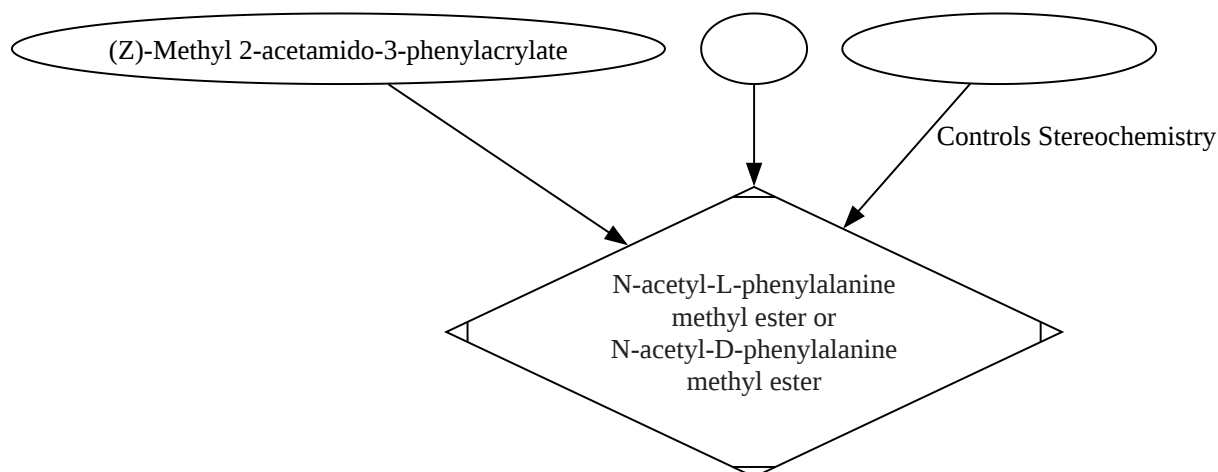 (Z)-Methyl 2-acetamido-3-phenylacrylate
Controls Stereochemistry
N-acetyl-L-phenylalanine
methyl ester or
N-acetyl-D-phenylalanine
methyl ester